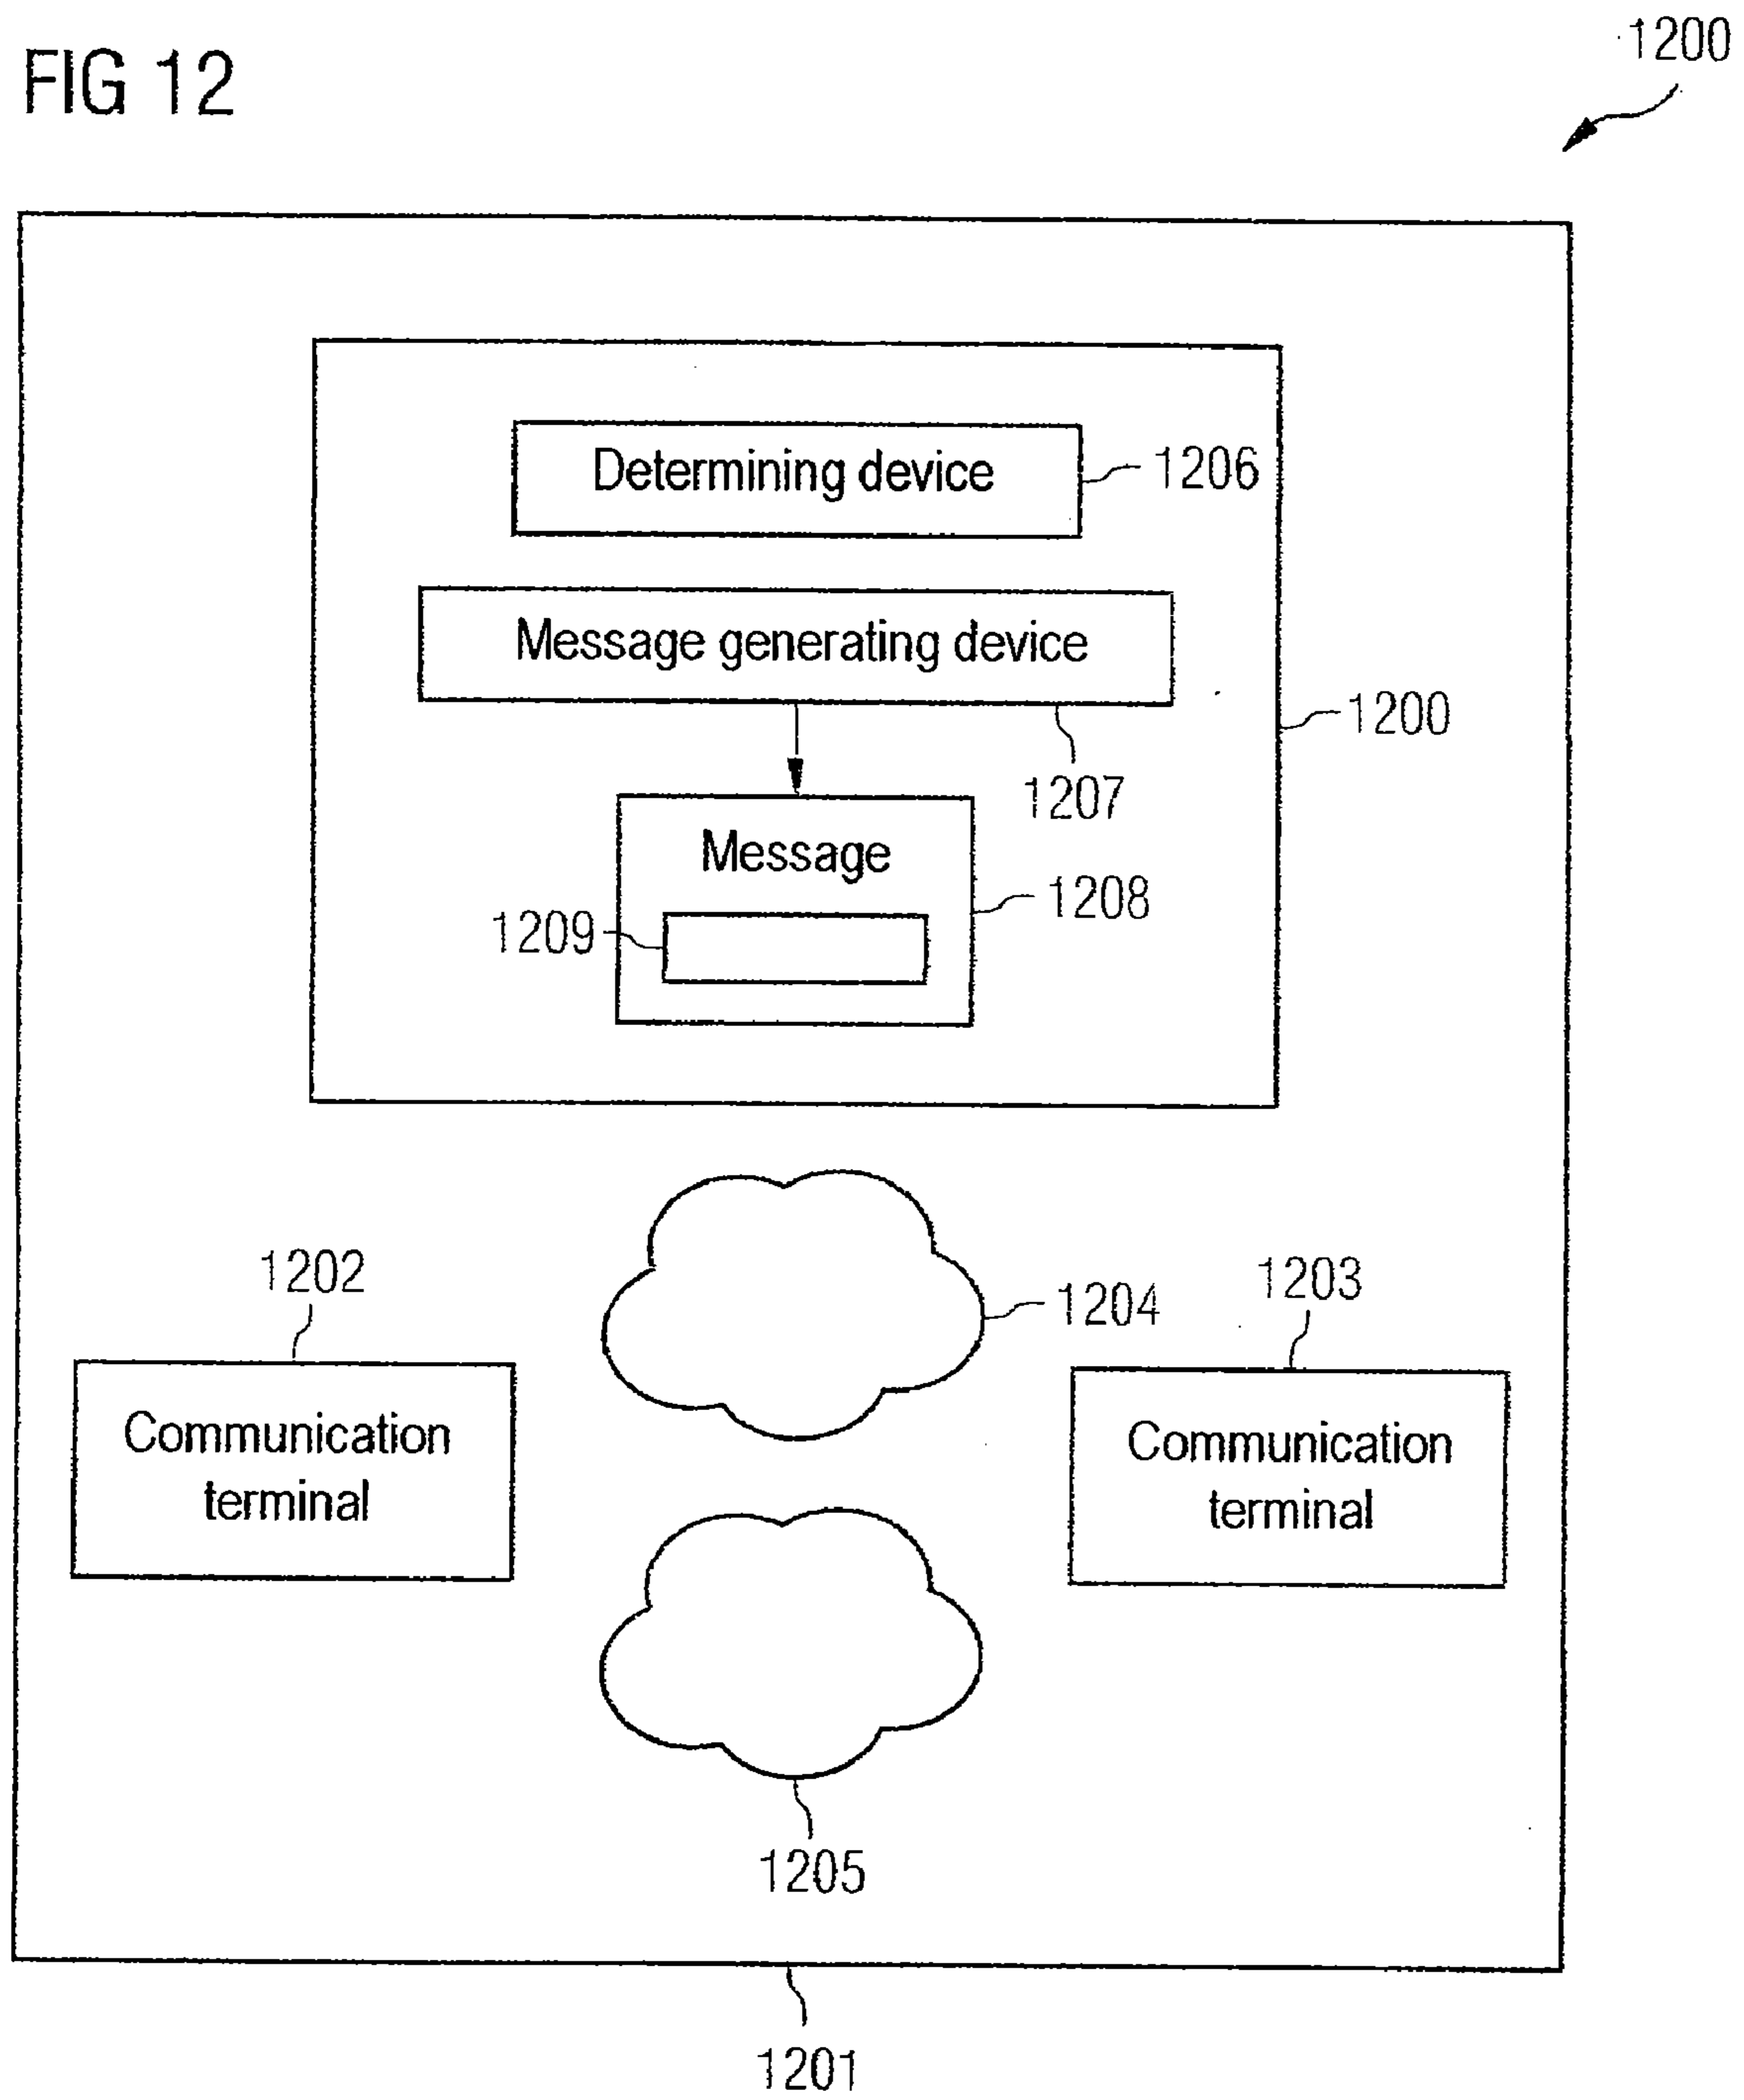 FIG 12
1200
Determining device
1206
Message generating device
1200
1207
Message
1208
1209
1202
1204
1203
Communication
terminal
Communication
terminal
1205
1201